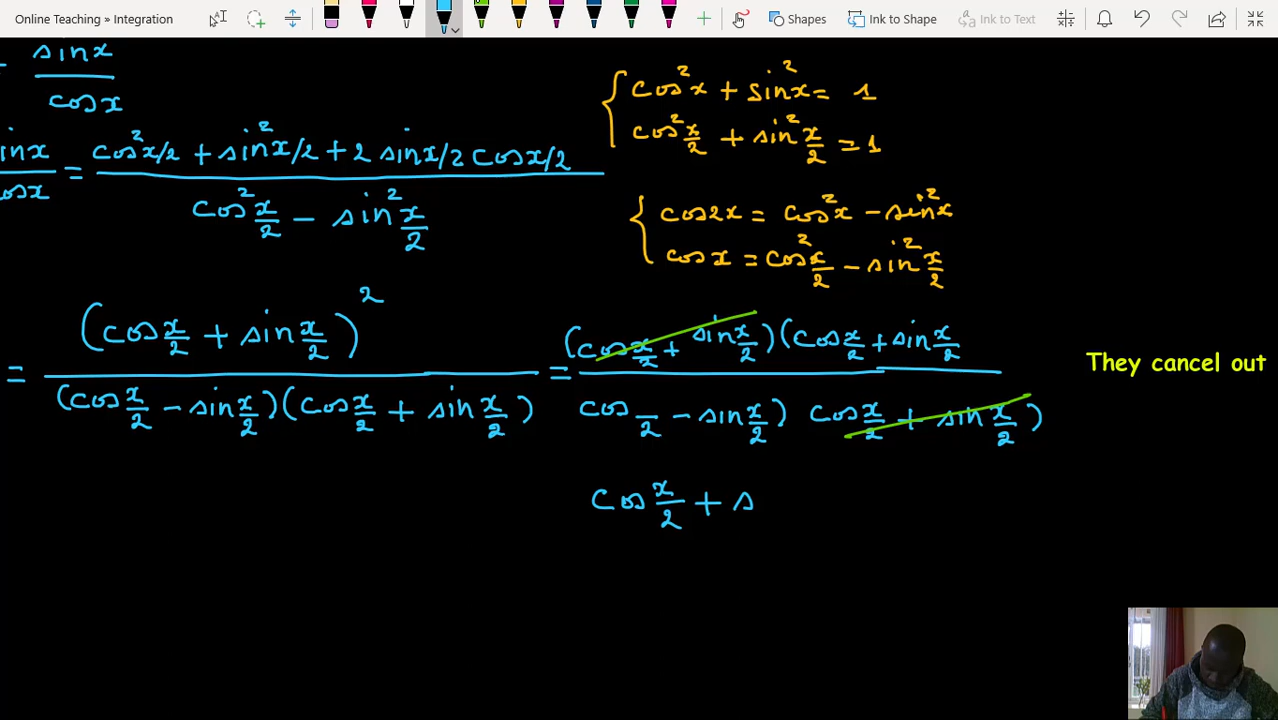 Online Teaching » Integration
Shapes
Ink to Shape
Ink to Text
sinx
cosx
cos²x + sin²x = 1
cos²x/2 + sin²x/2 = 1
sinx/cosx = (cos²x/2 + sin²x/2 + 2 sinx/2 cosx/2)/(cos²x/2 - sin²x/2)
cos2x = cos²x - sin²x
cosx = cos²x/2 - sin²x/2
= (cos x/2 + sin x/2)²/((cos x/2 - sin x/2)(cos x/2 + sin x/2)) = (cos x/2 + sin x/2)(cos x/2 + sin x/2/cos /2 - sin x/2) cos x/2 + sin x/2)
They cancel out
cos x/2 + s